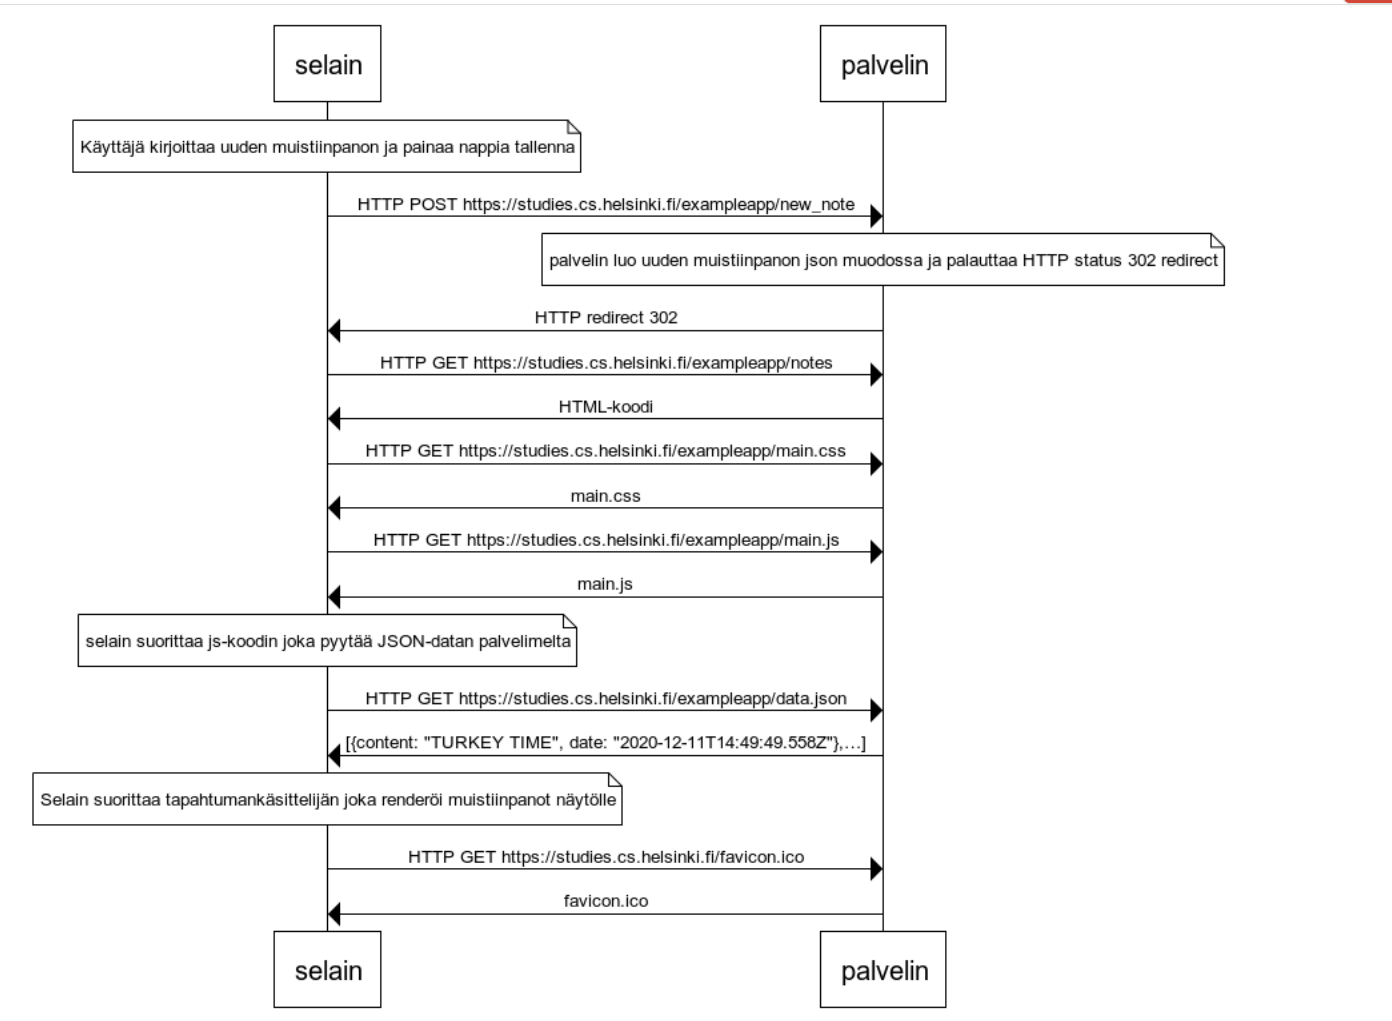 selain
palvelin
Käyttäjä kirjoittaa uuden muistiinpanon ja painaa nappia tallenna
HTTP POST https://studies.cs.helsinki.fi/exampleapp/new_note
palvelin luo uuden muistiinpanon json muodossa ja palauttaa HTTP status 302 redirect
HTTP redirect 302
HTTP GET https://studies.cs.helsinki.fi/exampleapp/notes
HTML-koodi
HTTP GET https://studies.cs.helsinki.fi/exampleapp/main.css
main.css
HTTP GET https://studies.cs.helsinki.fi/exampleapp/main.js
main.js
selain suorittaa js-koodin joka pyytää JSON-datan palvelimelta
HTTP GET https://studies.cs.helsinki.fi/exampleapp/data.json
[{content: "TURKEY TIME", date: "2020-12-11T14:49:49.558Z"},...]
Selain suorittaa tapahtumankäsittelijän joka renderöi muistiinpanot näytölle
HTTP GET https://studies.cs.helsinki.fi/favicon.ico
favicon.ico
selain
palvelin